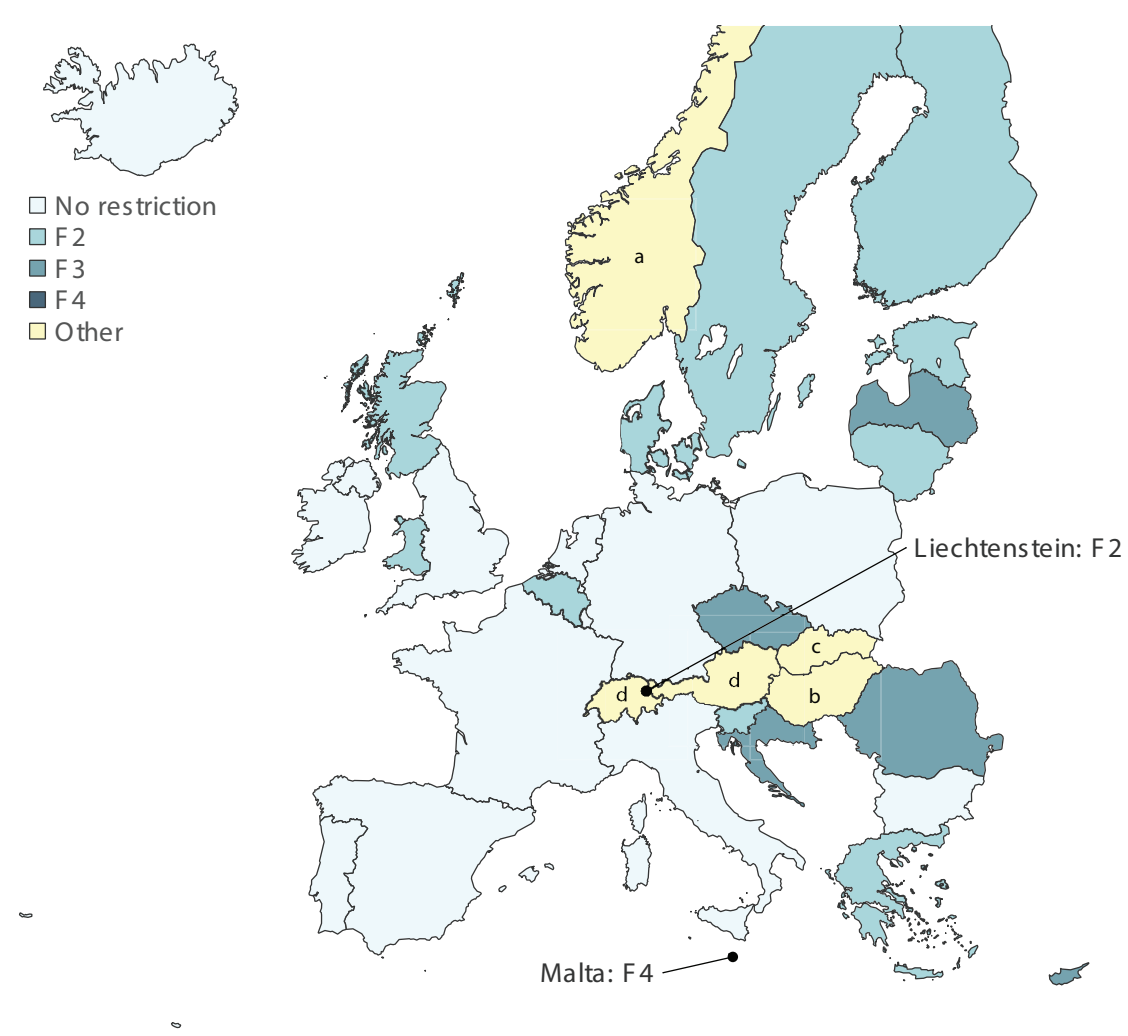 No restriction
F2
F3
F4
Other
a
Liechtenstein: F2
c
d
d
b
Malta: F4